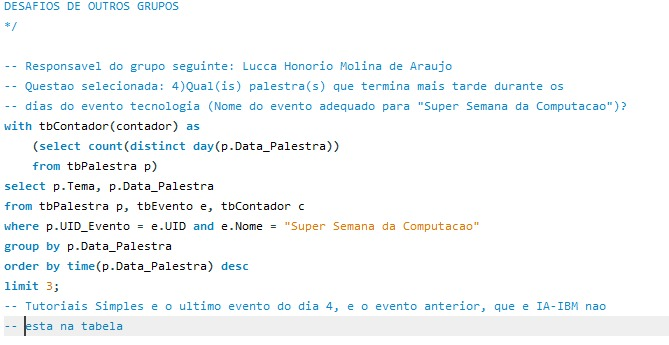 DESAFIOS DE OUTROS GRUPOS
*/
-- Responsavel do grupo seguinte: Lucca Honorio Molina de Araujo
-- Questao selecionada: 4)Qual(is) palestra(s) que termina mais tarde durante os
-- dias do evento tecnologia (Nome do evento adequado para "Super Semana da Computacao")?
with tbContador(contador) as
    (select count(distinct day(p.Data_Palestra))
    from tbPalestra p)
select p.Tema, p.Data_Palestra
from tbPalestra p, tbEvento e, tbContador c
where p.UID_Evento = e.UID and e.Nome = "Super Semana da Computacao"
group by p.Data_Palestra
order by time(p.Data_Palestra) desc
limit 3;
-- Tutoriais Simples e o ultimo evento do dia 4, e o evento anterior, que e IA-IBM nao
-- esta na tabela